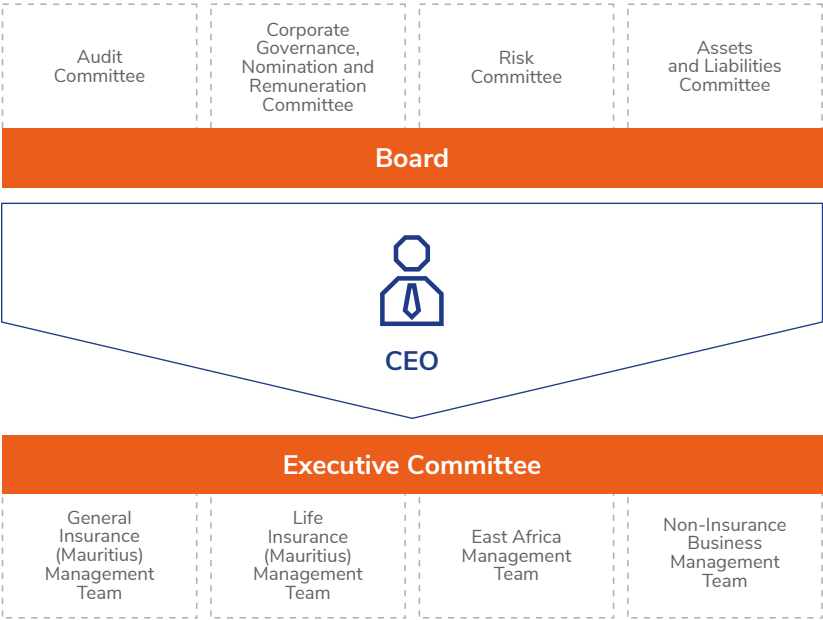 Audit
Committee
Corporate
Governance,
Nomination and
Remuneration
Committee
Risk
Committee
Assets
and Liabilities
Committee
Board
CEO
Executive Committee
General
Insurance
(Mauritius)
Management
Team
Life
Insurance
(Mauritius)
Management
Team
East Africa
Management
Team
Non-Insurance
Business
Management
Team